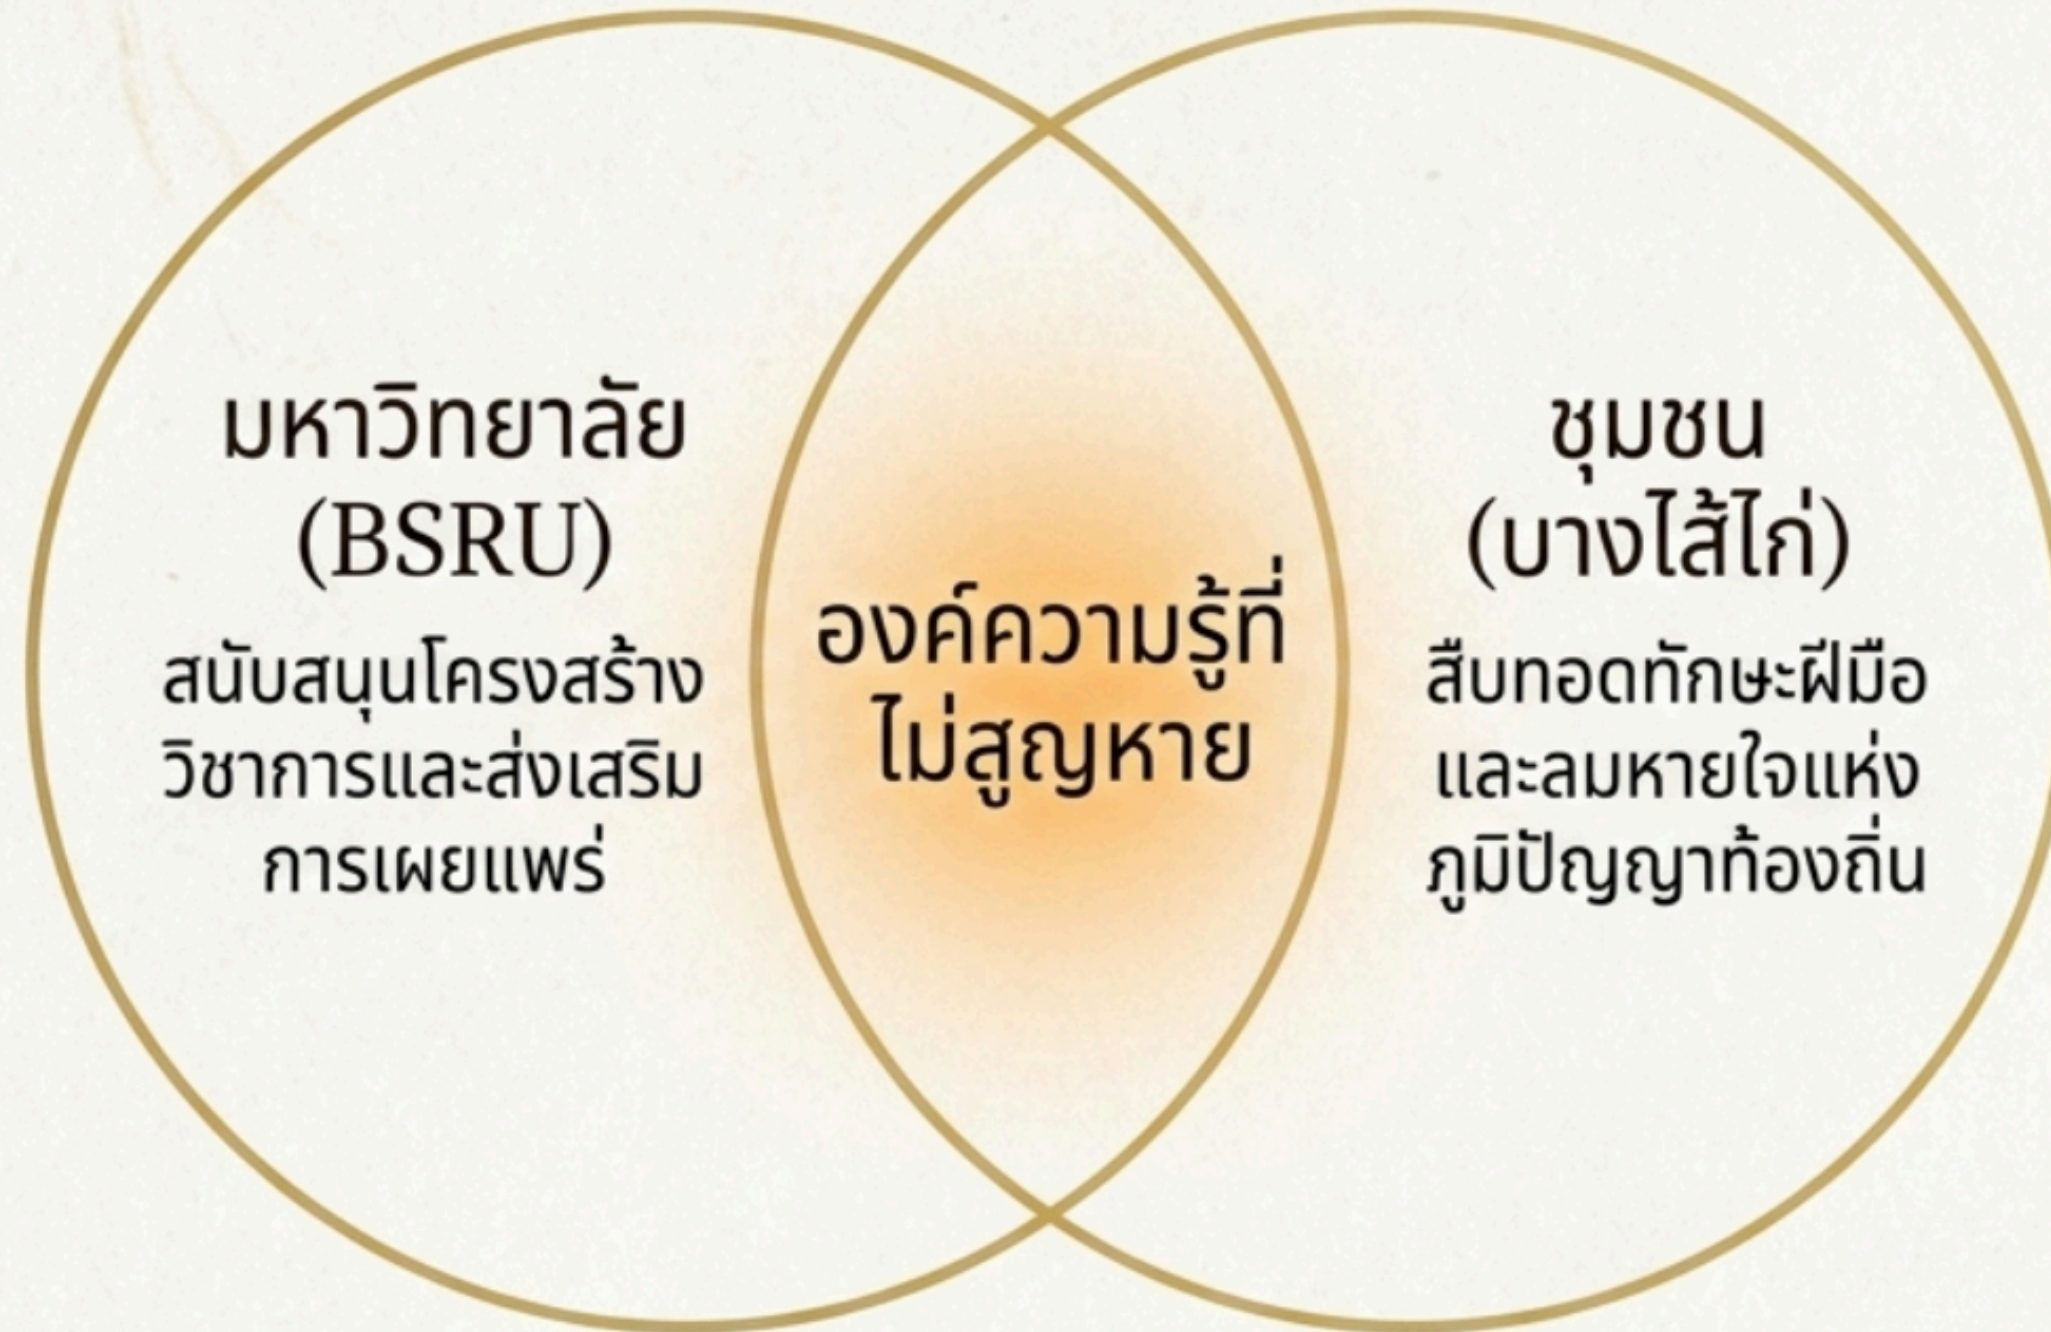 มหาวิทยาลัย
(BSRU)
สนับสนุนโครงสร้าง
วิชาการและส่งเสริม
การเผยแพร่
องค์ความรู้ที่
ไม่สูญหาย
ชุมชน
(บางไส้ไก่)
สืบทอดทักษะฝีมือ
และลมหายใจแห่ง
ภูมิปัญญาท้องถิ่น